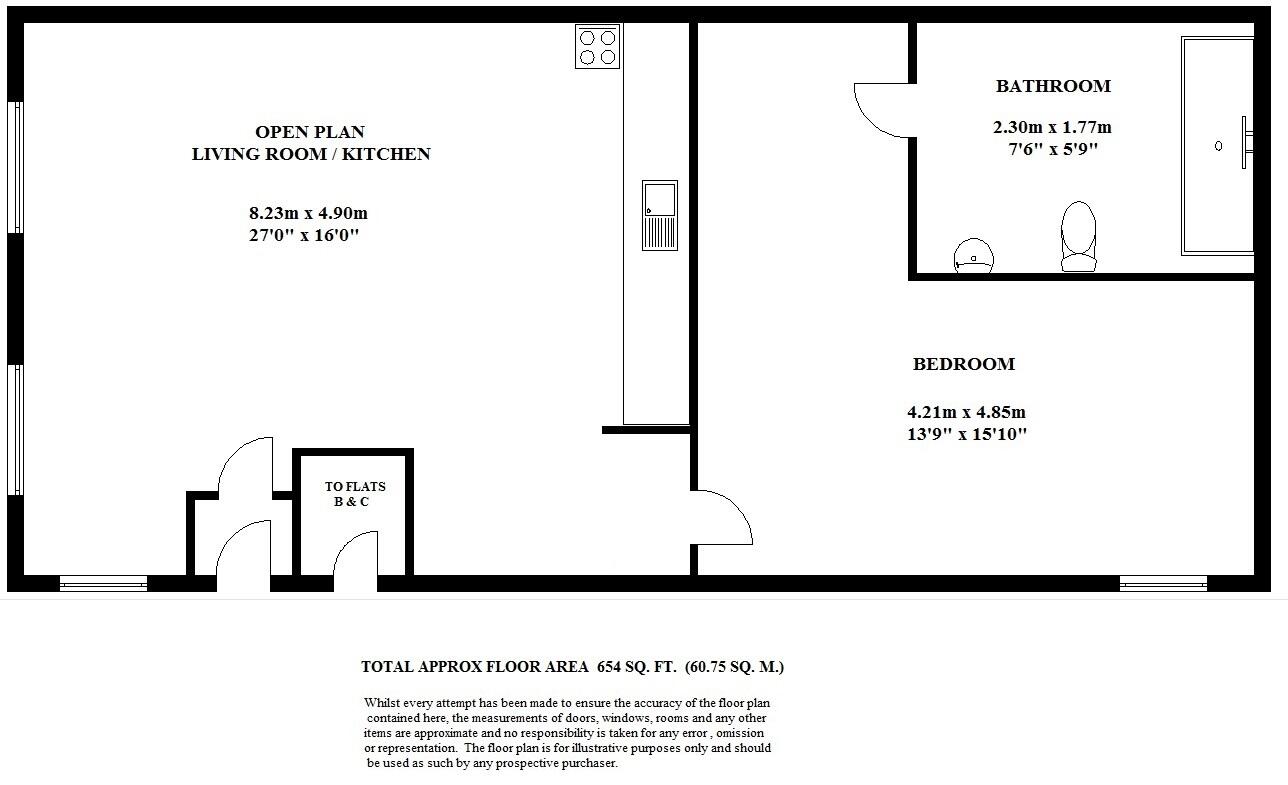 OPEN PLAN
LIVING ROOM / KITCHEN
8.23m x 4.90m
27'0" x 16'0"
BATHROOM
2.30m x 1.77m
7'6" x 5'9"
BEDROOM
4.21m x 4.85m
13'9" x 15'10"
TO FLATS
B & C
TOTAL APPROX FLOOR AREA 654 SQ. FT. (60.75 SQ. M.)
Whilst every attempt has been made to ensure the accuracy of the floor plan
contained here, the measurements of doors, windows, rooms and any other
items are approximate and no responsibility is taken for any error , omission
or representation. The floor plan is for illustrative purposes only and should
be used as such by any prospective purchaser.